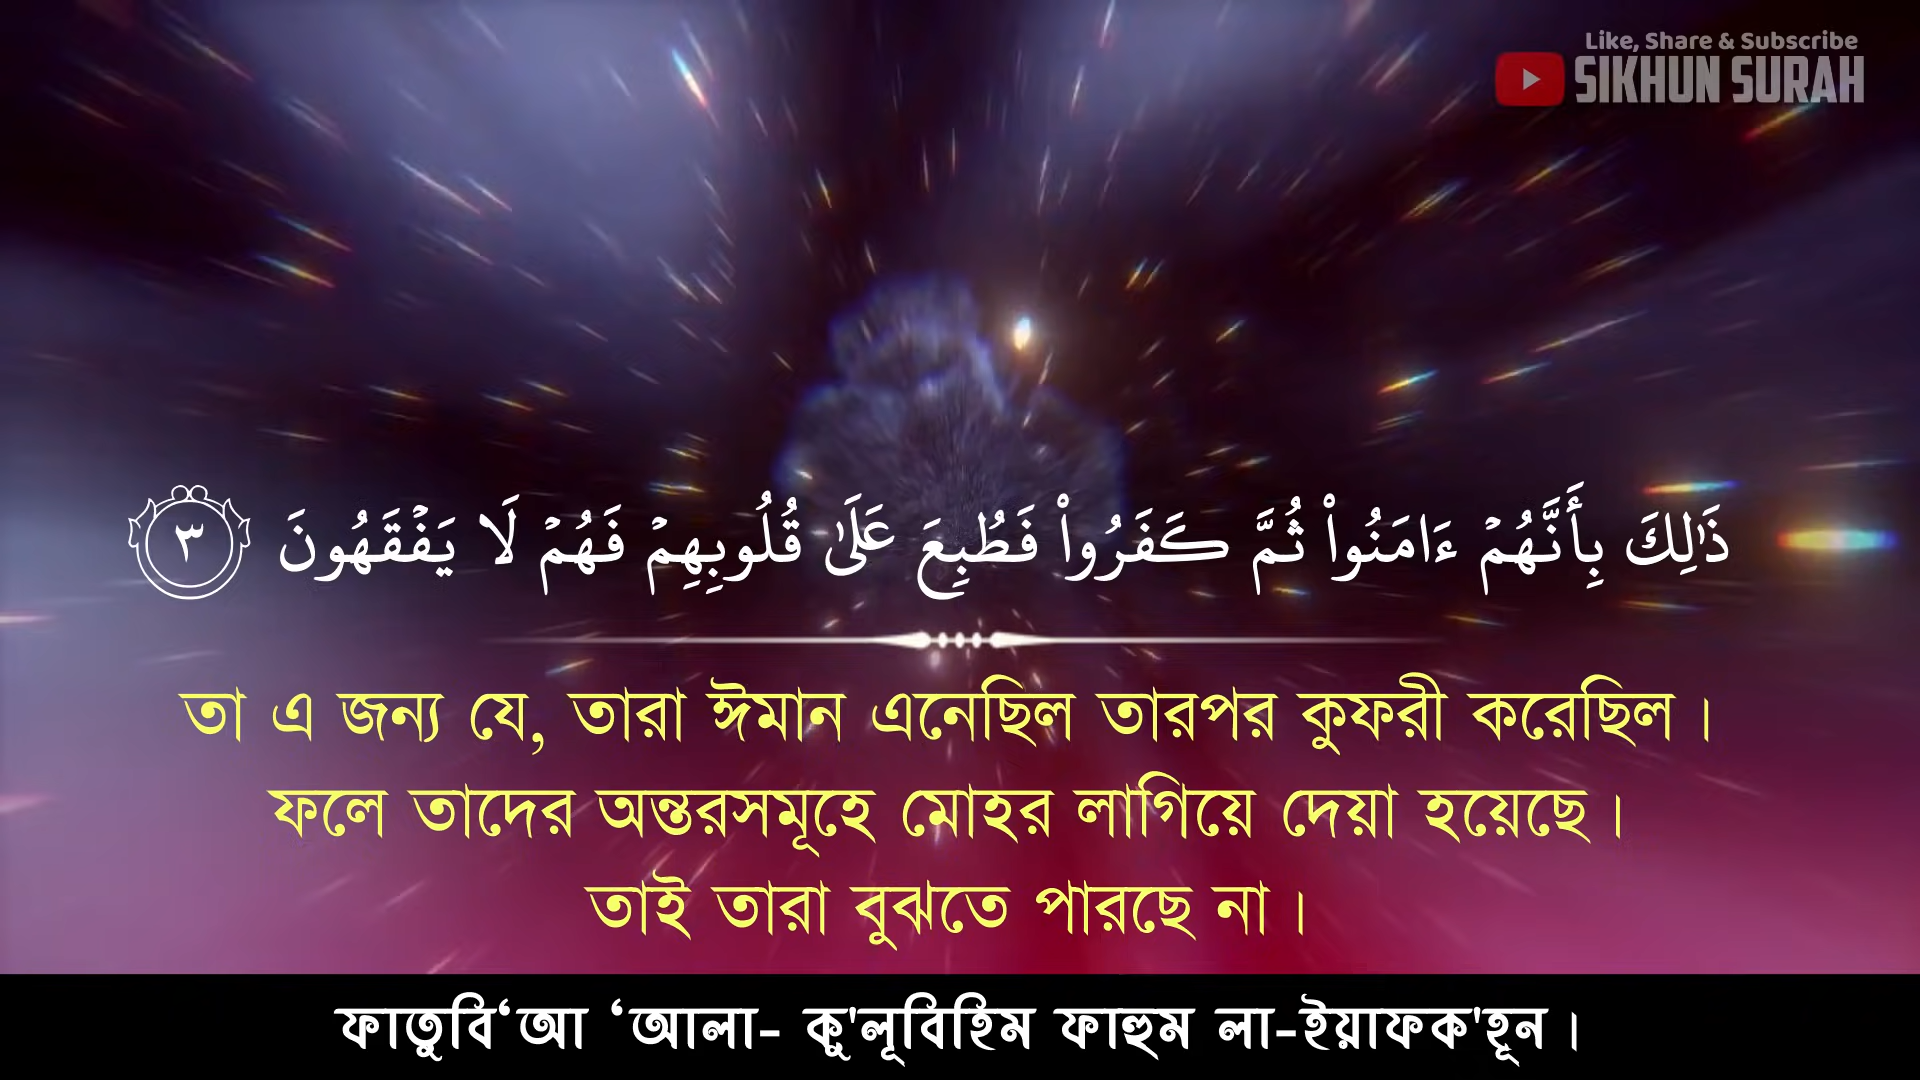 Like, Share & Subscribe
SIKHUN SURAH
ذَٰلِكَ بِأَنَّهُمۡ ءَامَنُواْ ثُمَّ كَفَرُواْ فَطُبِعَ عَلَىٰ قُلُوبِهِمۡ فَهُمۡ لَا يَفۡقَهُونَ ٣
তা এ জন্য যে, তারা ঈমান এনেছিল তারপর কুফরী করেছিল।
ফলে তাদের অন্তরসমূহে মোহর লাগিয়ে দেয়া হয়েছে।
তাই তারা বুঝতে পারছে না।
ফাতুবি‘আ ‘আলা- কু'লূবিহিম ফাহুম লা-ইয়াফক'হূন।